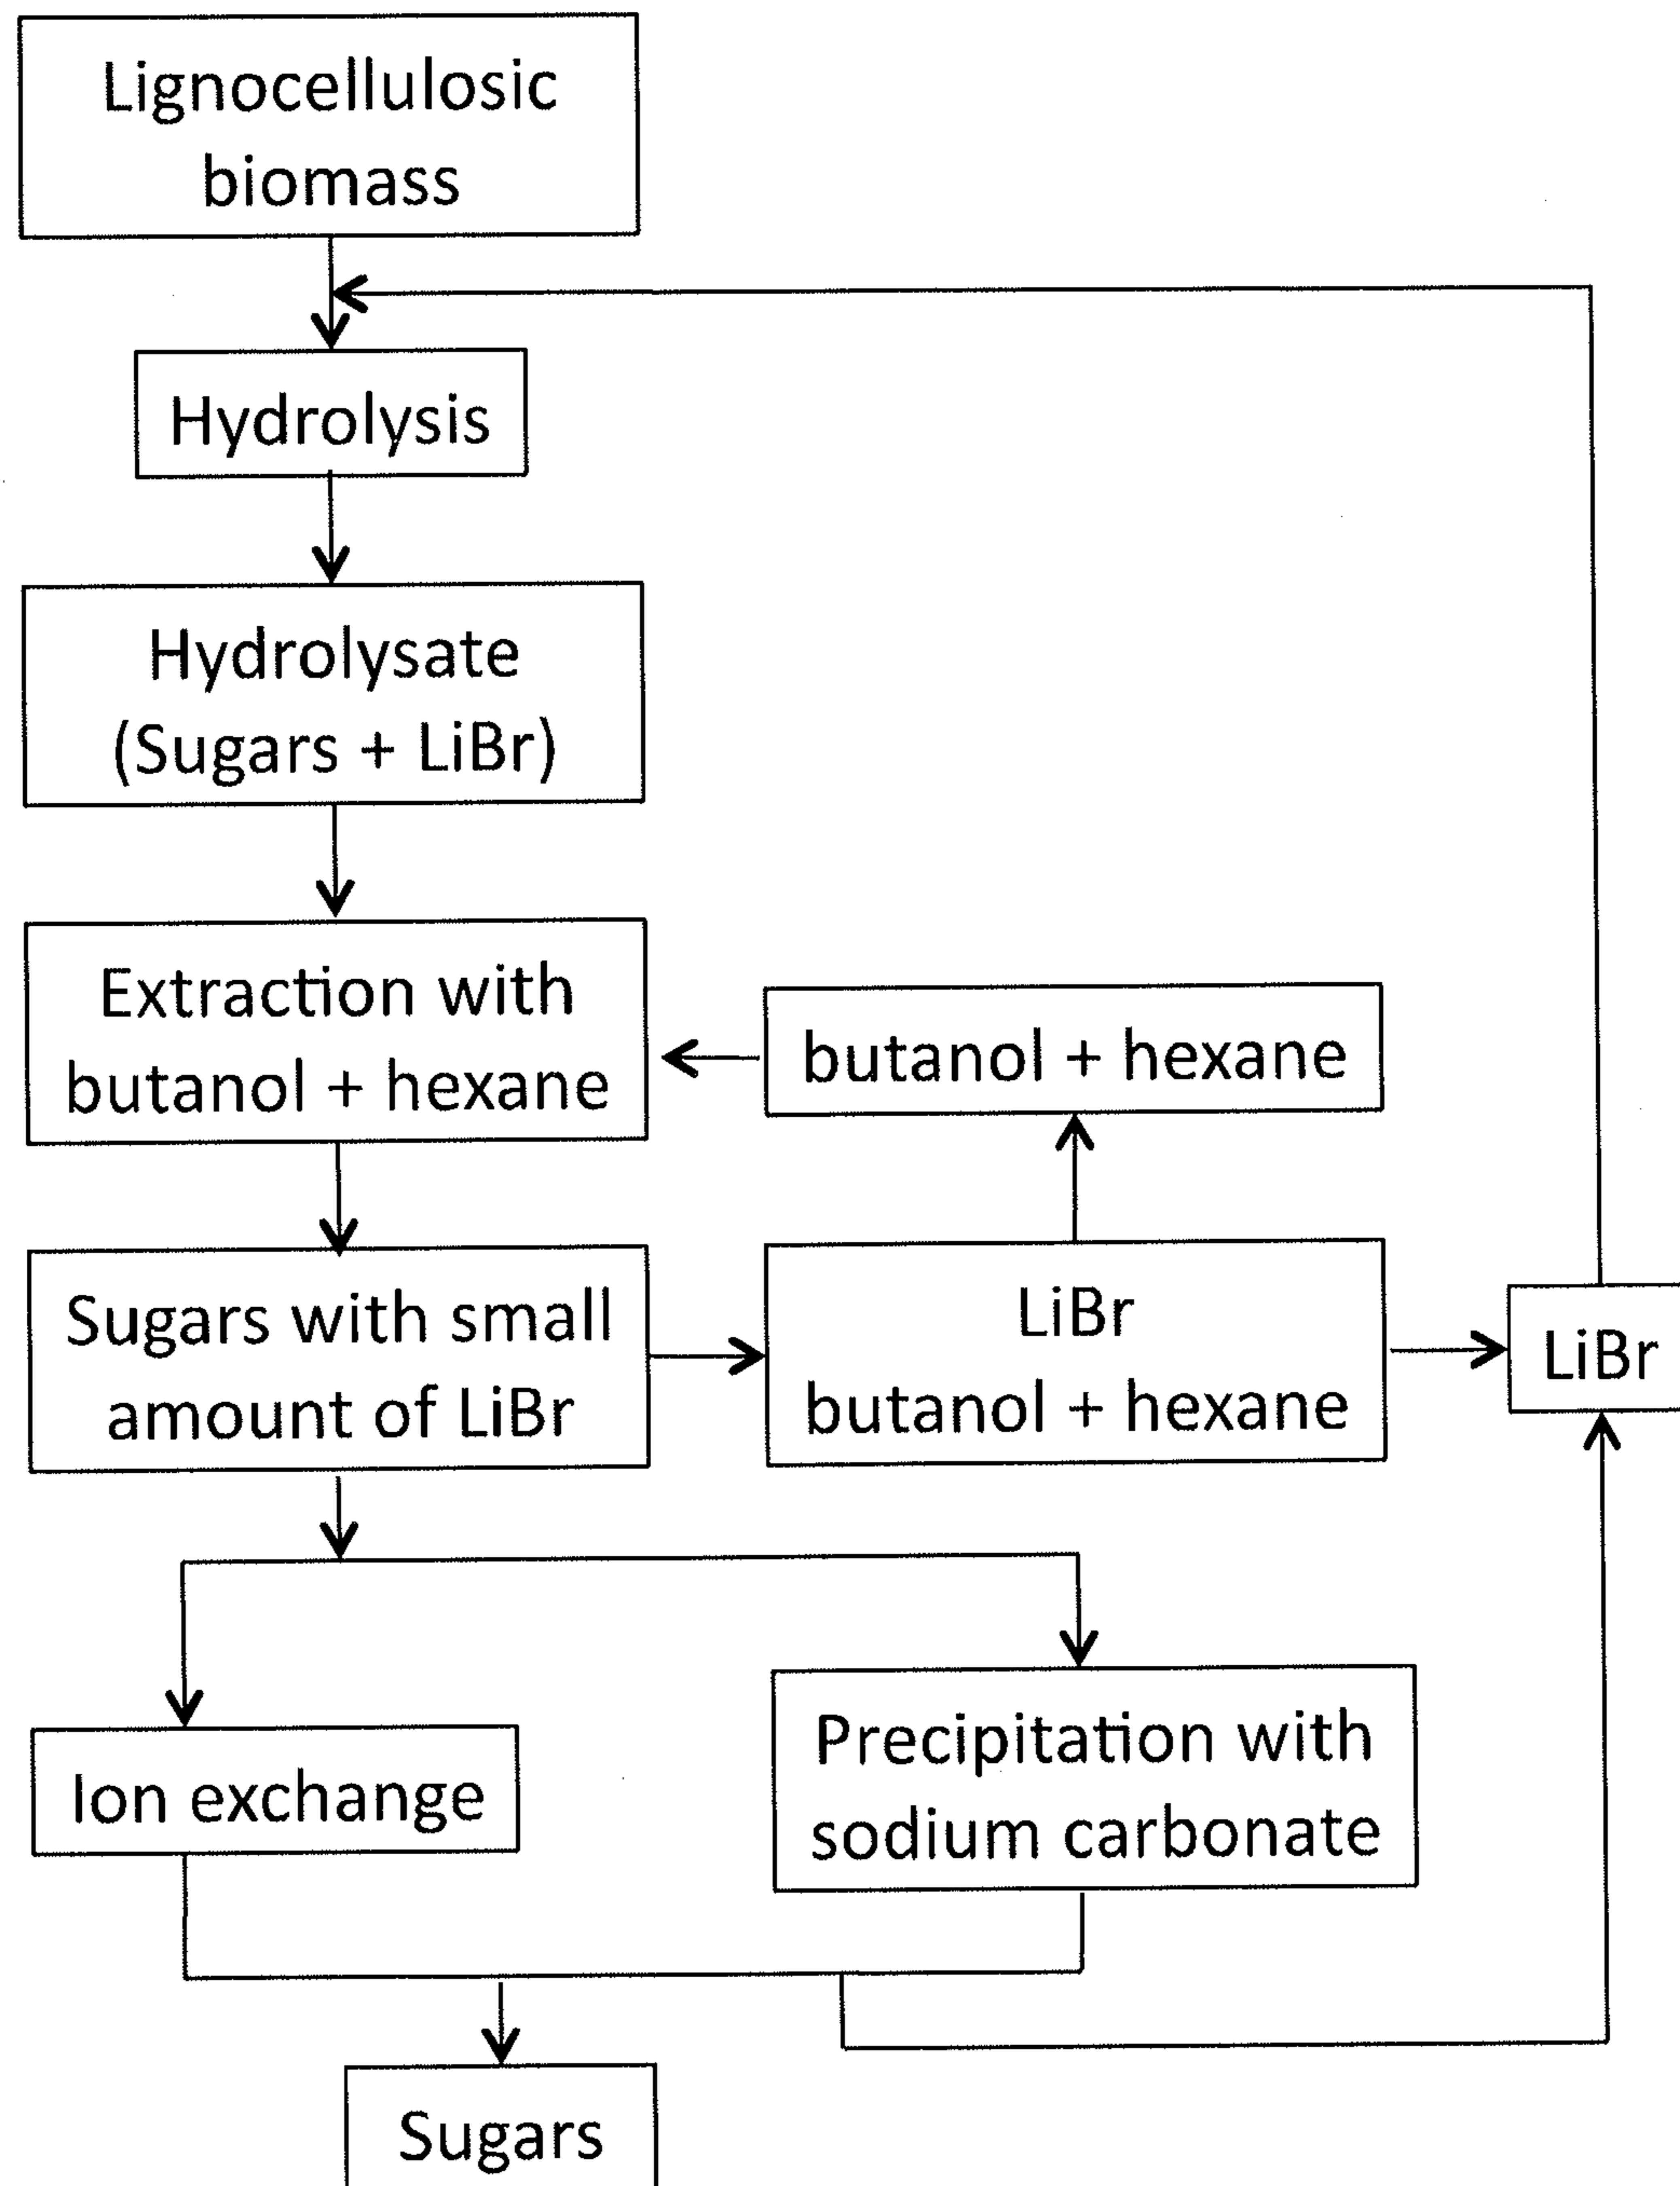 Lignocellulosic
biomass
Hydrolysis
Hydrolysate
(Sugars + LiBr)
Extraction with
butanol + hexane
butanol + hexane
Sugars with small
amount of LiBr
LiBr
butanol + hexane
LiBr
Ion exchange
Precipitation with
sodium carbonate
Sugars